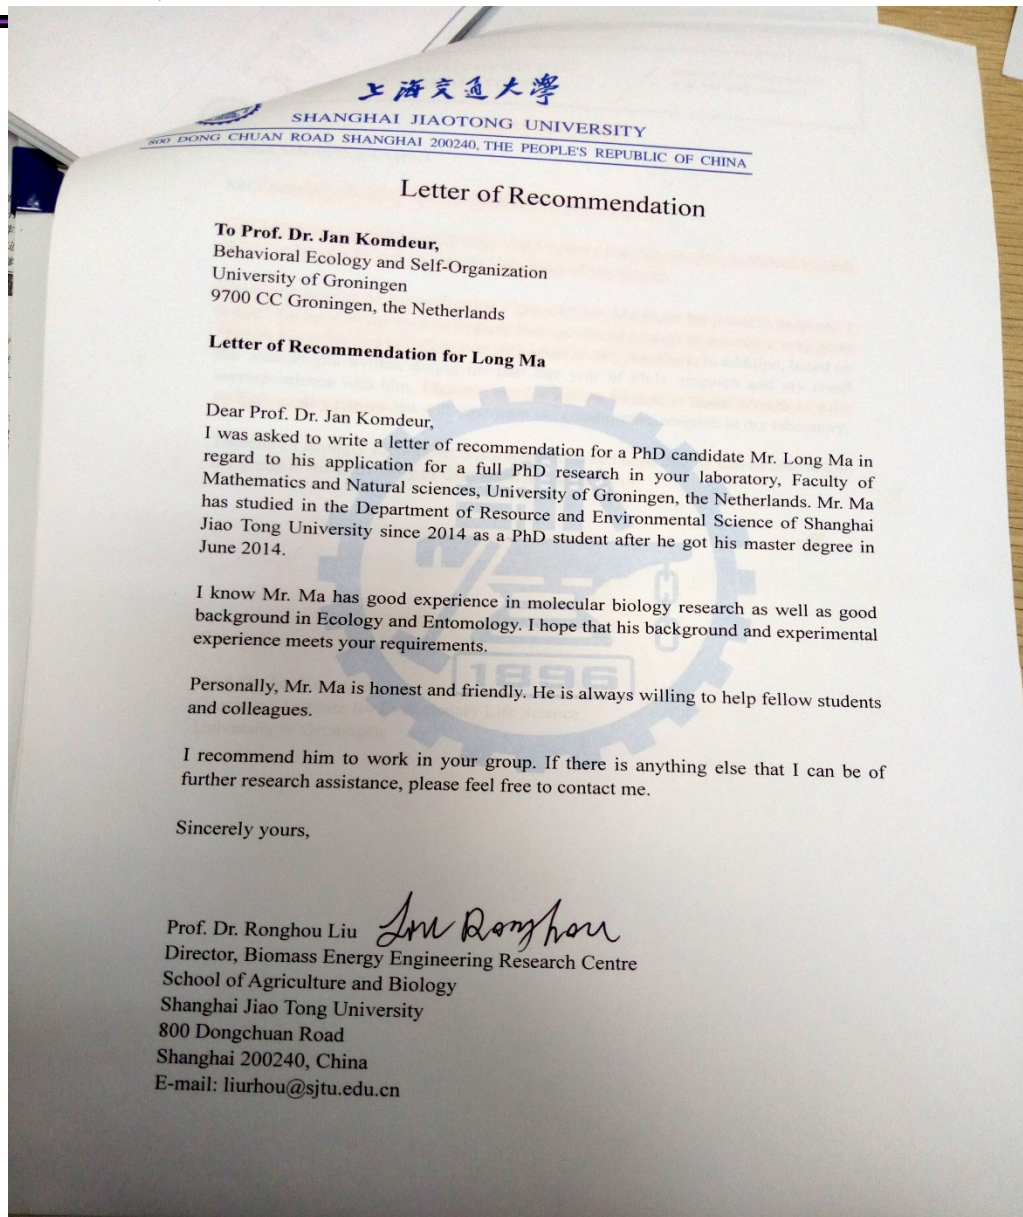 上海交通大學
SHANGHAI JIAOTONG UNIVERSITY
800 DONG CHUAN ROAD SHANGHAI 200240, THE PEOPLE'S REPUBLIC OF CHINA
Letter of Recommendation
To Prof. Dr. Jan Komdeur,
Behavioral Ecology and Self-Organization
University of Groningen
9700 CC Groningen, the Netherlands
Letter of Recommendation for Long Ma
Dear Prof. Dr. Jan Komdeur,
I was asked to write a letter of recommendation for a PhD candidate Mr. Long Ma in
regard to his application for a full PhD research in your laboratory, Faculty of
Mathematics and Natural sciences, University of Groningen, the Netherlands. Mr. Ma
has studied in the Department of Resource and Environmental Science of Shanghai
Jiao Tong University since 2014 as a PhD student after he got his master degree in
June 2014.
I know Mr. Ma has good experience in molecular biology research as well as good
background in Ecology and Entomology. I hope that his background and experimental
experience meets your requirements.
1896
Personally, Mr. Ma is honest and friendly. He is always willing to help fellow students
and colleagues.
I recommend him to work in your group. If there is anything else that I can be of
further research assistance, please feel free to contact me.
Sincerely yours,
Prof. Dr. Ronghou Liu Liu Ronghou
Director, Biomass Energy Engineering Research Centre
School of Agriculture and Biology
Shanghai Jiao Tong University
800 Dongchuan Road
Shanghai 200240, China
E-mail: liurhou@sjtu.edu.cn